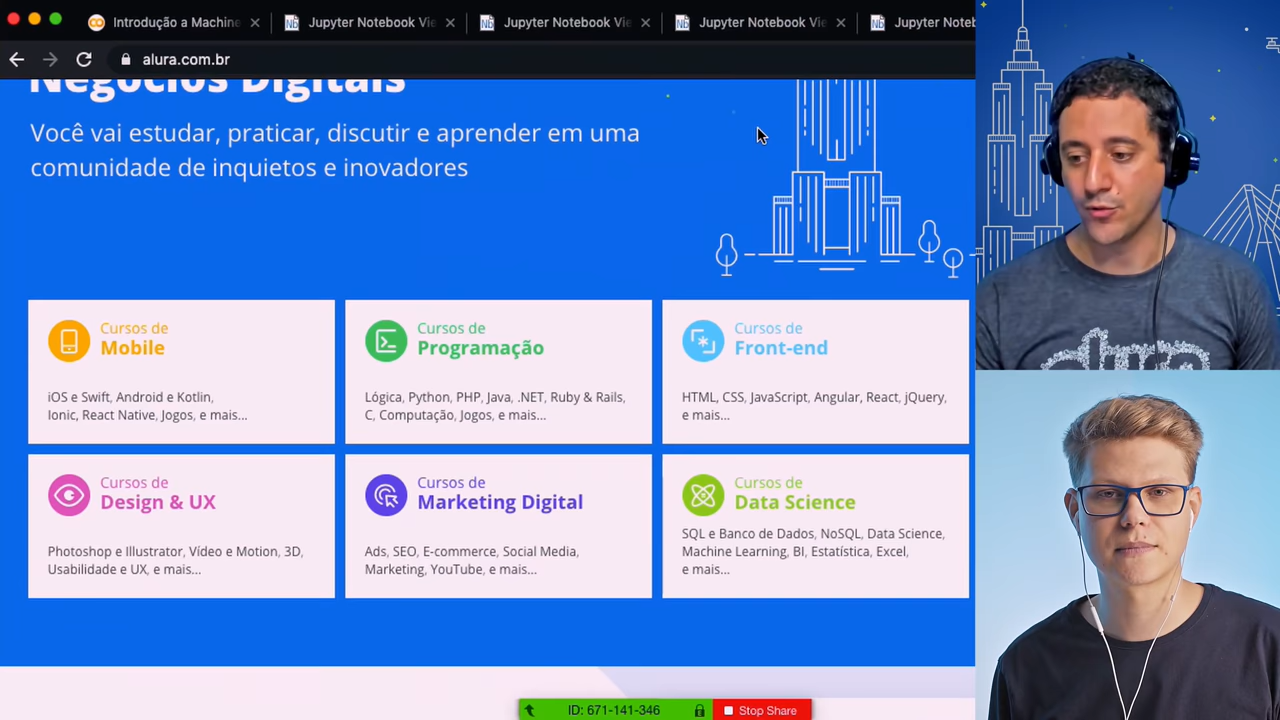 Introdução a Machine
Jupyter Notebook Vie
Jupyter Notebook Vie
Jupyter Notebook Vie
Jupyter Noteb
alura.com.br
Negócios Digitais
Você vai estudar, praticar, discutir e aprender em uma
comunidade de inquietos e inovadores
Cursos de
Mobile
iOS e Swift, Android e Kotlin,
Ionic, React Native, Jogos, e mais...
Cursos de
Programação
Lógica, Python, PHP, Java, .NET, Ruby & Rails,
C, Computação, Jogos, e mais...
Cursos de
Front-end
HTML, CSS, JavaScript, Angular, React, jQuery,
e mais...
Cursos de
Design & UX
Photoshop e Illustrator, Vídeo e Motion, 3D,
Usabilidade e UX, e mais...
Cursos de
Marketing Digital
Ads, SEO, E-commerce, Social Media,
Marketing, YouTube, e mais...
Cursos de
Data Science
SQL e Banco de Dados, NoSQL, Data Science,
Machine Learning, BI, Estatística, Excel,
e mais...
alura
ID: 671-141-346
Stop Share